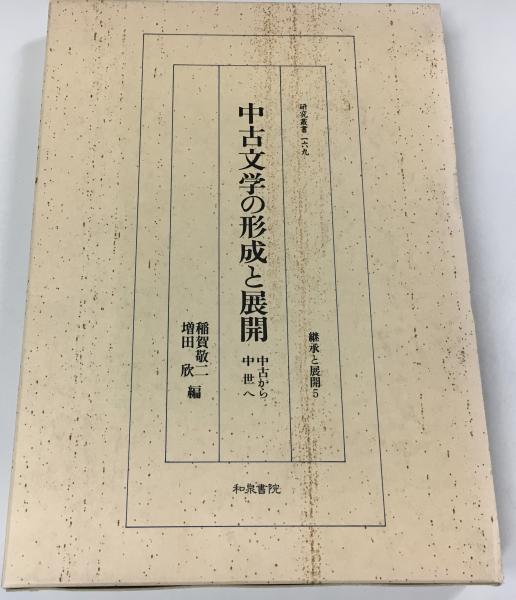 研究叢書一六九
継承と展開5
中古文学の形成と展開
中古から
中世へ
稲賀敬二
増田欣
編
和泉書院